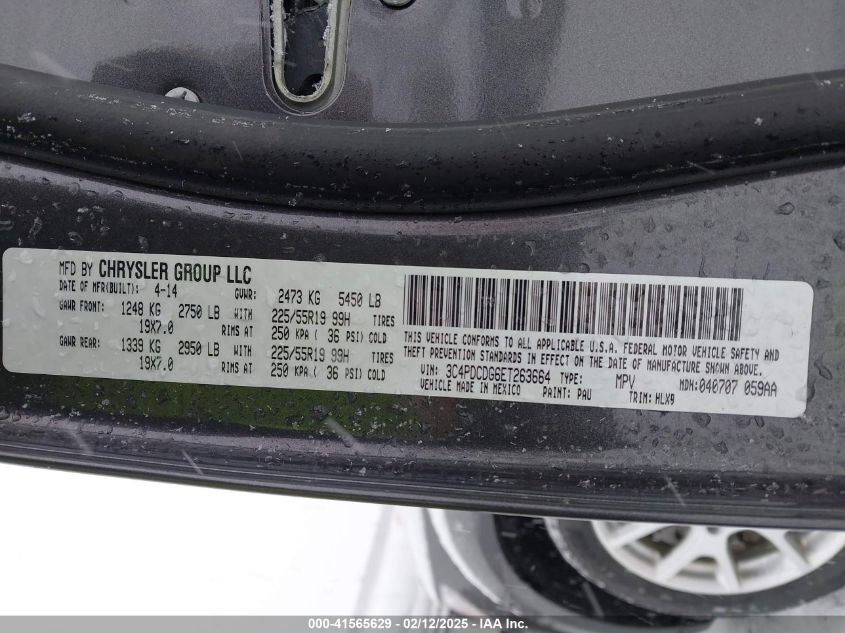 MFD BY CHRYSLER GROUP LLC
DATE OF MFR(BUILT): 4-14 GVWR: 2473 KG 5450 LB
GAWR FRONT: 1248 KG 2750 LB WITH 225/55R19 99H TIRES
19X7.0 RIMS AT 250 KPA ( 36 PSI) COLD
GAWR REAR: 1339 KG 2950 LB WITH 225/55R19 99H TIRES
19X7.0 RIMS AT 250 KPA ( 36 PSI) COLD
THIS VEHICLE CONFORMS TO ALL APPLICABLE U.S.A. FEDERAL MOTOR VEHICLE SAFETY AND
THEFT PREVENTION STANDARDS IN EFFECT ON THE DATE OF MANUFACTURE SHOWN ABOVE.
VIN: 3C4PDCDG6ET263664 TYPE: MPV MDH:040707 059AA
VEHICLE MADE IN MEXICO PAINT: PAU TRIM: HLX9
000-41565629 - 02/12/2025 - IAA Inc.